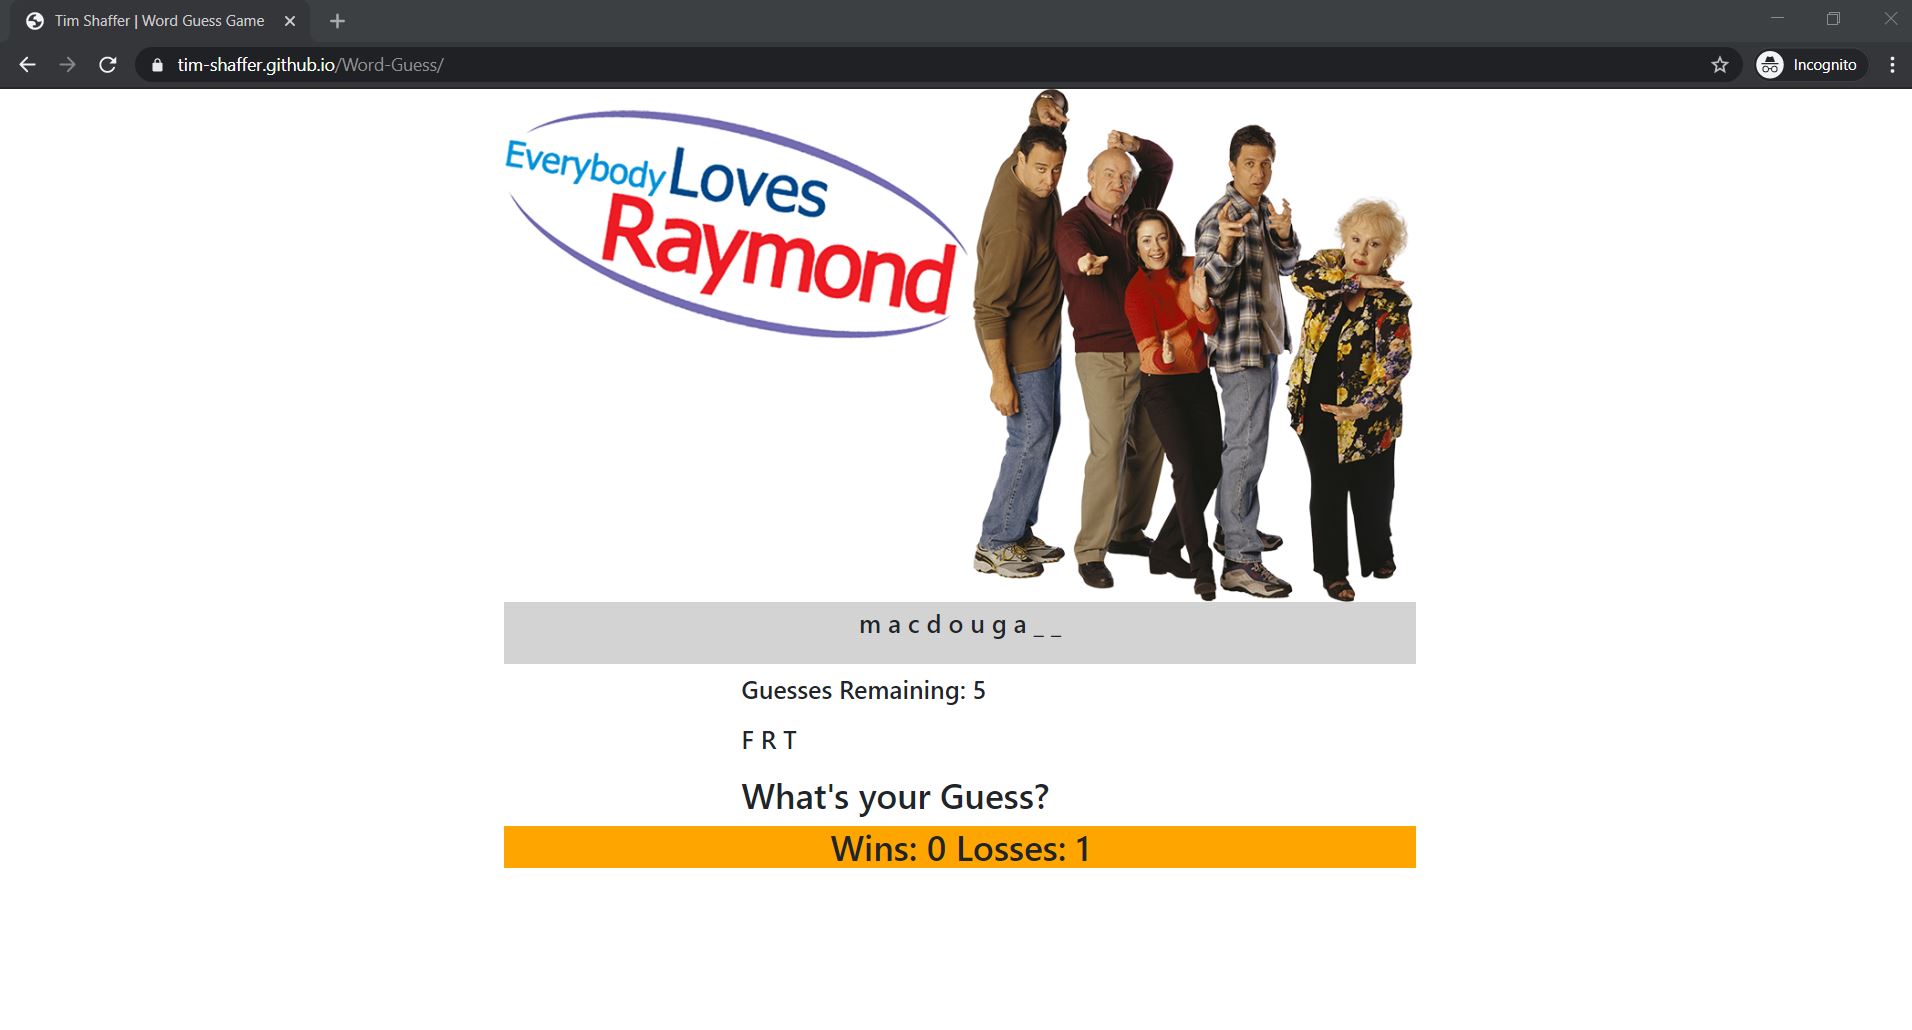 Tim Shaffer | Word Guess Game
tim-shaffer.github.io/Word-Guess/
Incognito
Everybody Loves
Raymond
m a c d o u g a _ _
Guesses Remaining: 5
F R T
What's your Guess?
Wins: 0 Losses: 1